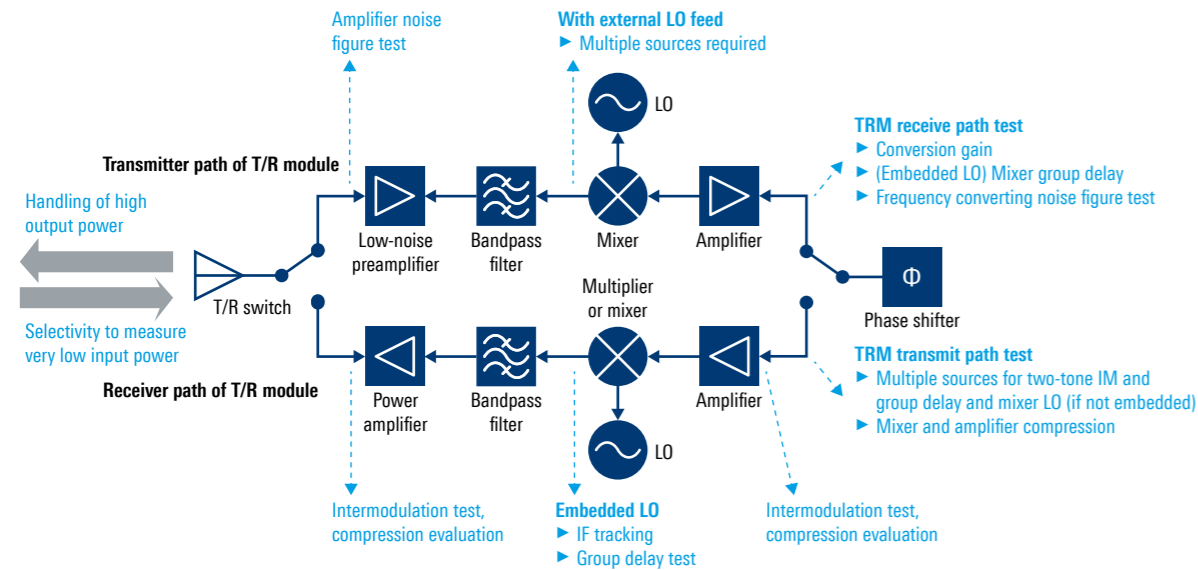 Amplifier noise
figure test
With external LO feed
► Multiple sources required
LO
Transmitter path of T/R module
TRM receive path test
► Conversion gain
► (Embedded LO) Mixer group delay
► Frequency converting noise figure test
Handling of high
output power
Low-noise
preamplifier
Bandpass
filter
Mixer
Amplifier
T/R switch
Multiplier
or mixer
Φ
Phase shifter
Selectivity to measure
very low input power
Receiver path of T/R module
Power
amplifier
Bandpass
filter
Amplifier
TRM transmit path test
► Multiple sources for two-tone IM and
group delay and mixer LO (if not embedded)
► Mixer and amplifier compression
LO
Intermodulation test,
compression evaluation
Embedded LO
► IF tracking
► Group delay test
Intermodulation test,
compression evaluation